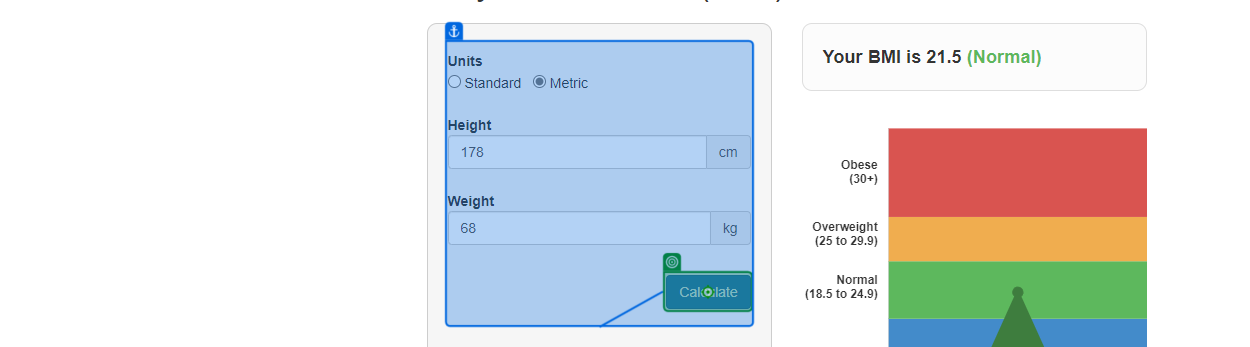 Units
Standard Metric
Height
178 cm
Weight
68 kg
Calculate
Your BMI is 21.5 (Normal)
Obese
(30+)
Overweight
(25 to 29.9)
Normal
(18.5 to 24.9)